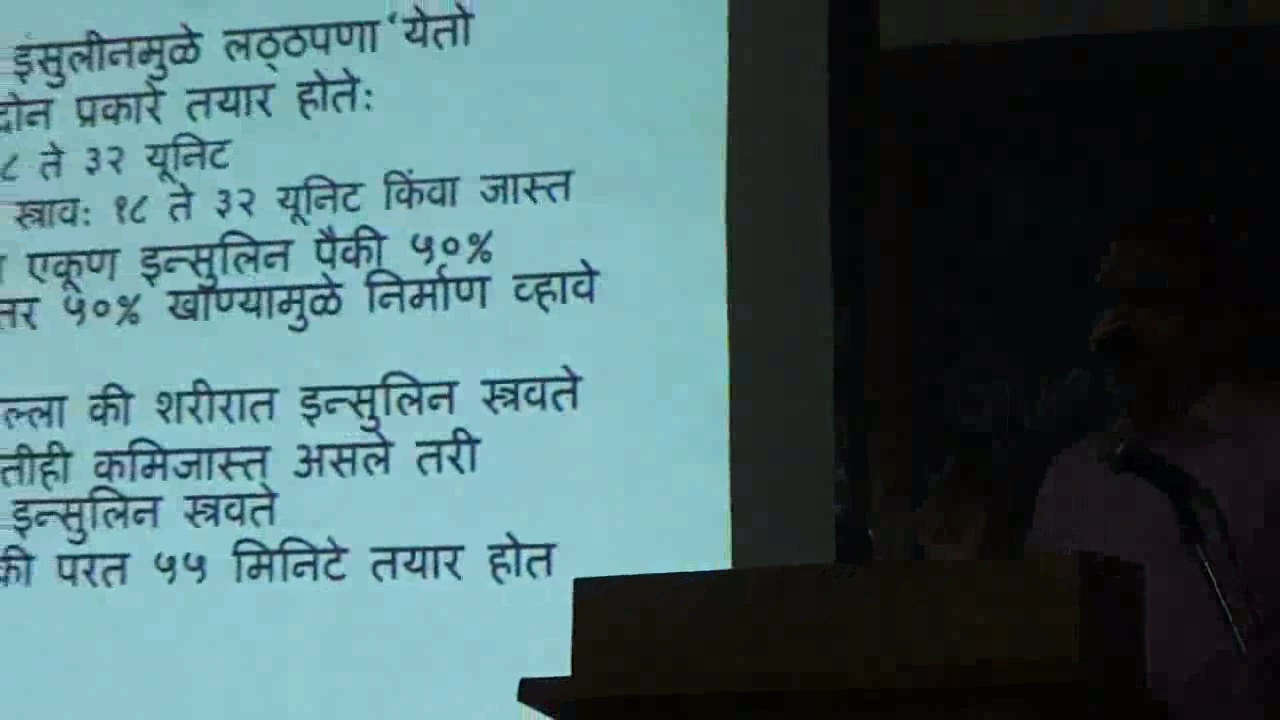 इंसुलीनमुळे लठ्ठपणा येतो
प्रकारे तयार होते:
८ ते ३२ यूनिट
स्त्राव: १८ ते ३२ यूनिट किंवा जास्त
एकूण इन्सुलिन पैकी ५०%
५०% खाण्यामुळे निर्माण व्हावे
की शरीरात इन्सुलिन स्त्रवते
कमिजास्त असले तरी
इन्सुलिन स्त्रवते
परत ५५ मिनिटे तयार होत